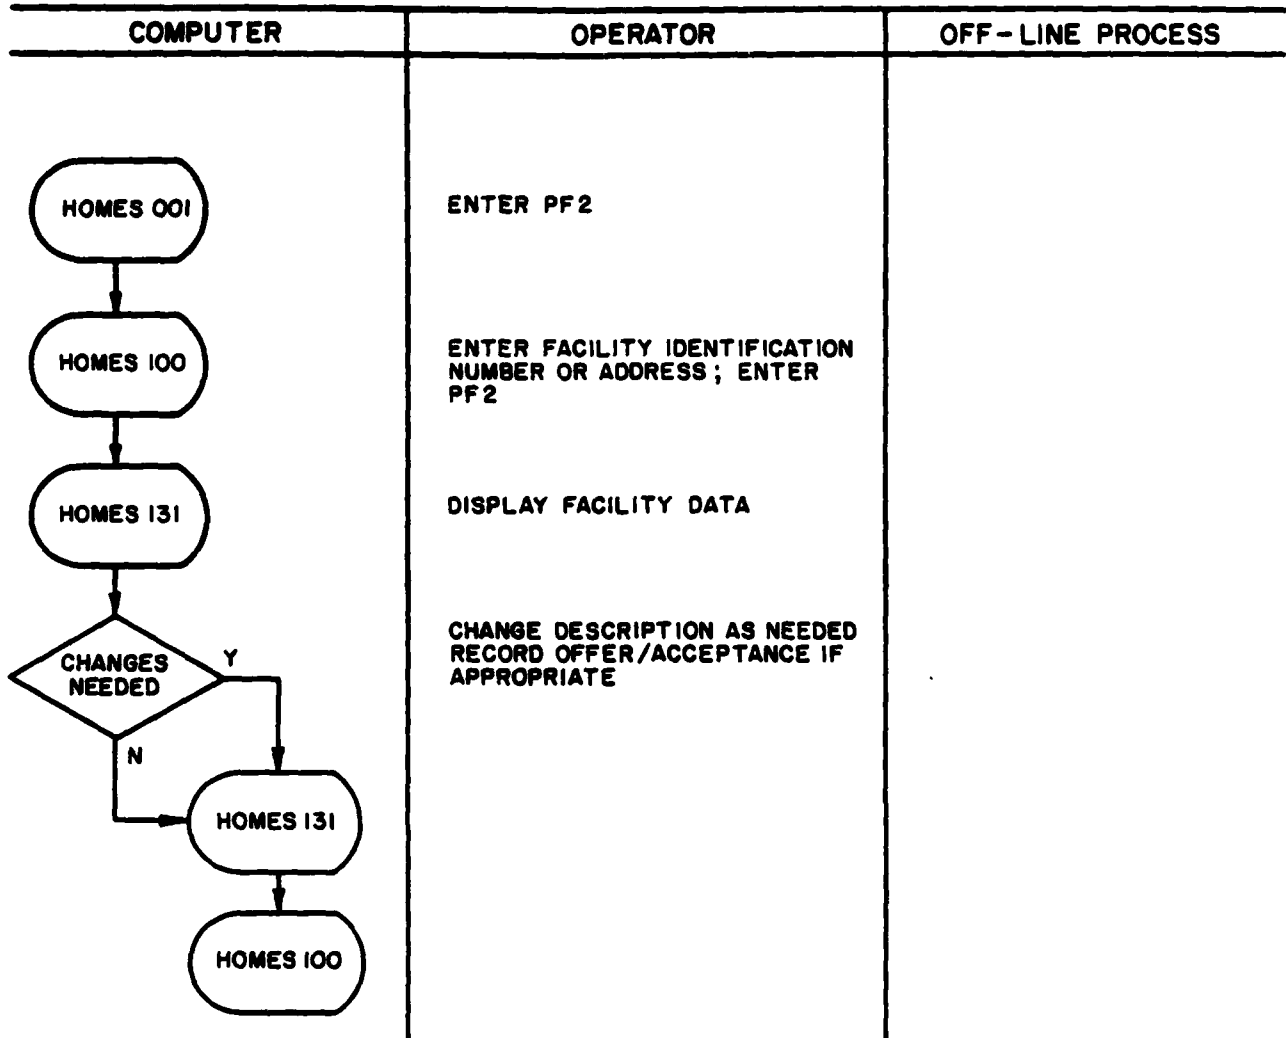 COMPUTER
OPERATOR
OFF-LINE PROCESS
HOMES 001
ENTER PF2
HOMES 100
ENTER FACILITY IDENTIFICATION
NUMBER OR ADDRESS; ENTER
PF2
HOMES 131
DISPLAY FACILITY DATA
CHANGES
NEEDED
Y
CHANGE DESCRIPTION AS NEEDED
RECORD OFFER/ACCEPTANCE IF
APPROPRIATE
N
HOMES 131
HOMES 100